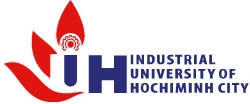 IUH
INDUSTRIAL
UNIVERSITY OF
HOCHIMINH CITY